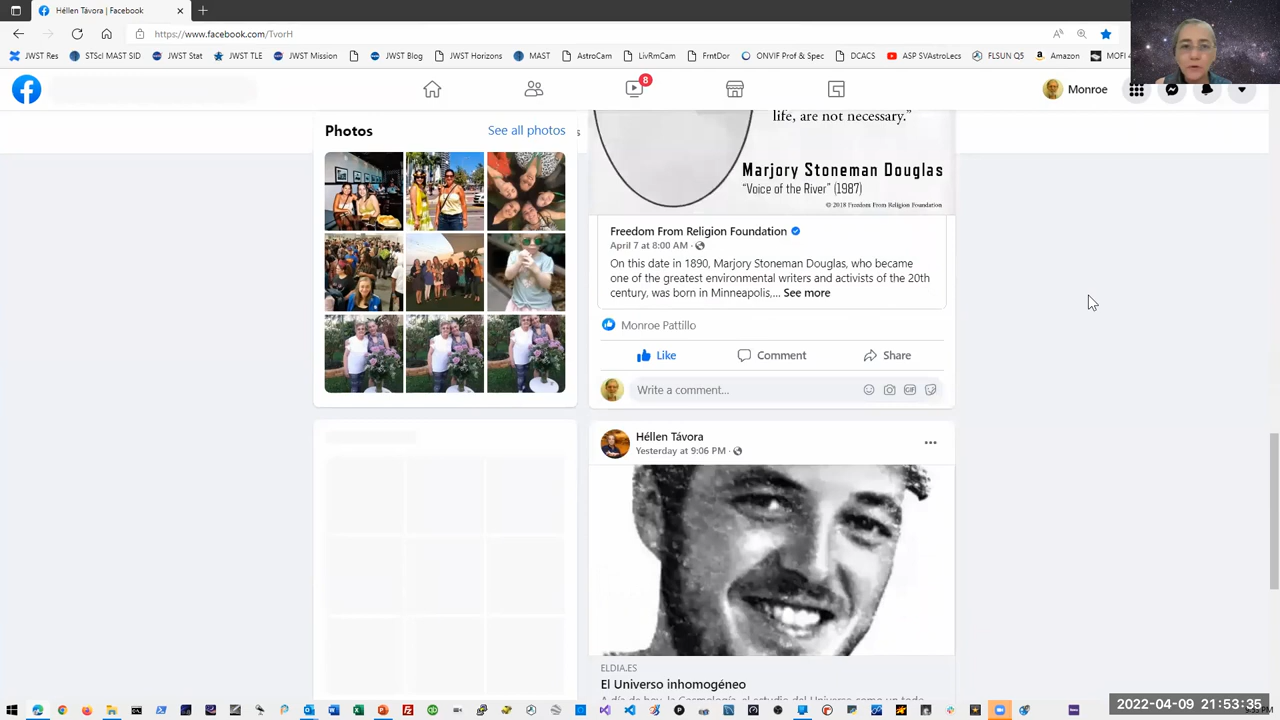 Héllen Távora | Facebook
https://www.facebook.com/TvorH
JWST Res
STScI MAST SID
JWST Stat
JWST TLE
JWST Mission
JWST Blog
JWST Horizons
MAST
AstroCam
LivRmCam
FrntDor
ONVIF Prof & Spec
DCACS
ASP SVAstroLecs
FLSUN Q5
Amazon
8
Monroe
Photos
See all photos
life, are not necessary.”
Marjory Stoneman Douglas
“Voice of the River” (1987)
© 2018 Freedom From Religion Foundation
Freedom From Religion Foundation
April 7 at 8:00 AM ·
On this date in 1890, Marjory Stoneman Douglas, who became
one of the greatest environmental writers and activists of the 20th
century, was born in Minneapolis,... See more
Monroe Pattillo
Like
Comment
Share
Write a comment...
Héllen Távora
Yesterday at 9:06 PM ·
ELDIA.ES
El Universo inhomogéneo
2022-04-09 21:53:35